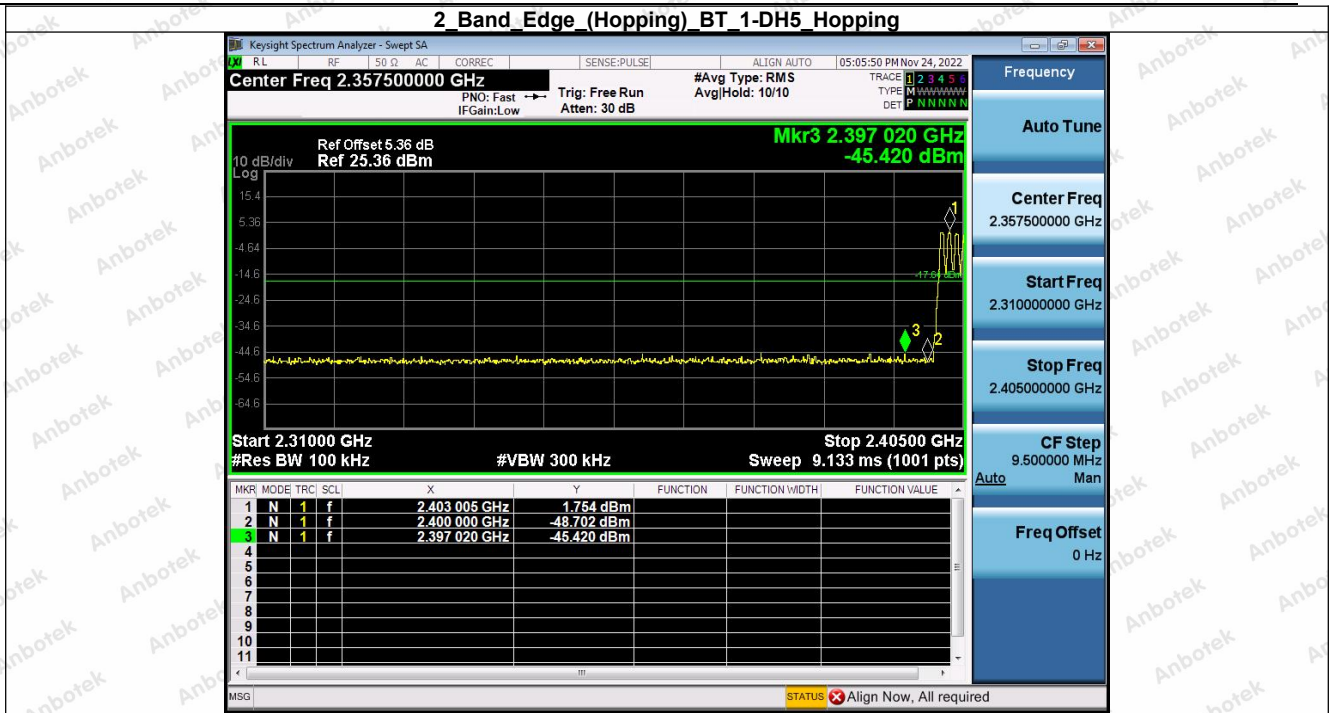 2_Band_Edge_(Hopping)_BT_1-DH5_Hopping
Keysight Spectrum Analyzer - Swept SA
LXI RL RF 50 Ω AC CORREC SENSE:PULSE ALIGN AUTO 05:05:50 PM Nov 24, 2022
Center Freq 2.357500000 GHz
PNO: Fast
IFGain:Low
Trig: Free Run
Atten: 30 dB
#Avg Type: RMS
Avg|Hold: 10/10
TRACE 1 2 3 4 5 6
TYPE M WWWWW
DET P N N N N N
Ref Offset 5.36 dB
10 dB/div Ref 25.36 dBm
Log
Mkr3 2.397 020 GHz
-45.420 dBm
15.4
5.36
-4.64
-14.6
-24.6
-34.6
-44.6
-54.6
-64.6
1
3
2
Start 2.31000 GHz Stop 2.40500 GHz
#Res BW 100 kHz #VBW 300 kHz Sweep 9.133 ms (1001 pts)
MKR MODE TRC SCL X Y FUNCTION FUNCTION WIDTH FUNCTION VALUE
1 N 1 f 2.403 005 GHz 1.754 dBm
2 N 1 f 2.400 000 GHz -48.702 dBm
3 N 1 f 2.397 020 GHz -45.420 dBm
4
5
6
7
8
9
10
11
MSG STATUS Align Now, All required
Frequency
Auto Tune
Center Freq
2.357500000 GHz
Start Freq
2.310000000 GHz
Stop Freq
2.405000000 GHz
CF Step
9.500000 MHz
Auto Man
Freq Offset
0 Hz
Anbotek